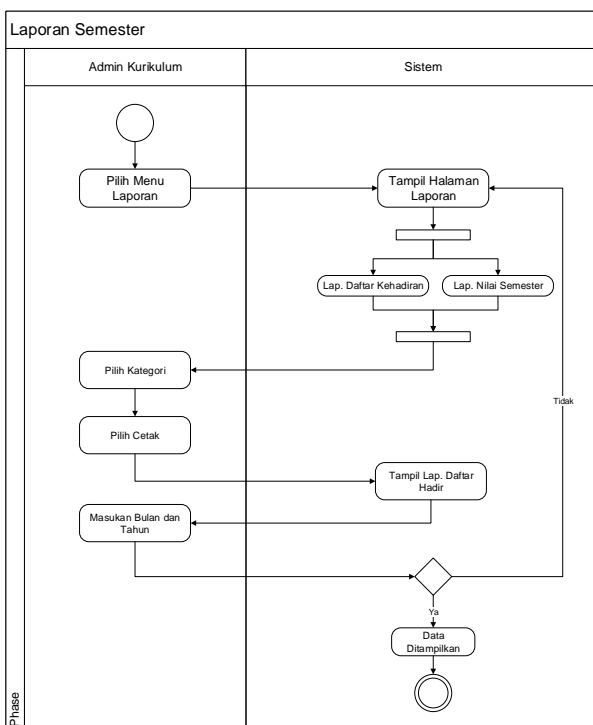 Laporan Semester
Admin Kurikulum
Sistem
Pilih Menu
Laporan
Tampil Halaman
Laporan
Lap. Daftar Kehadiran
Lap. Nilai Semester
Pilih Kategori
Tidak
Pilih Cetak
Tampil Lap. Daftar
Hadir
Masukan Bulan dan
Tahun
Ya
Data
Ditampilkan
Phase